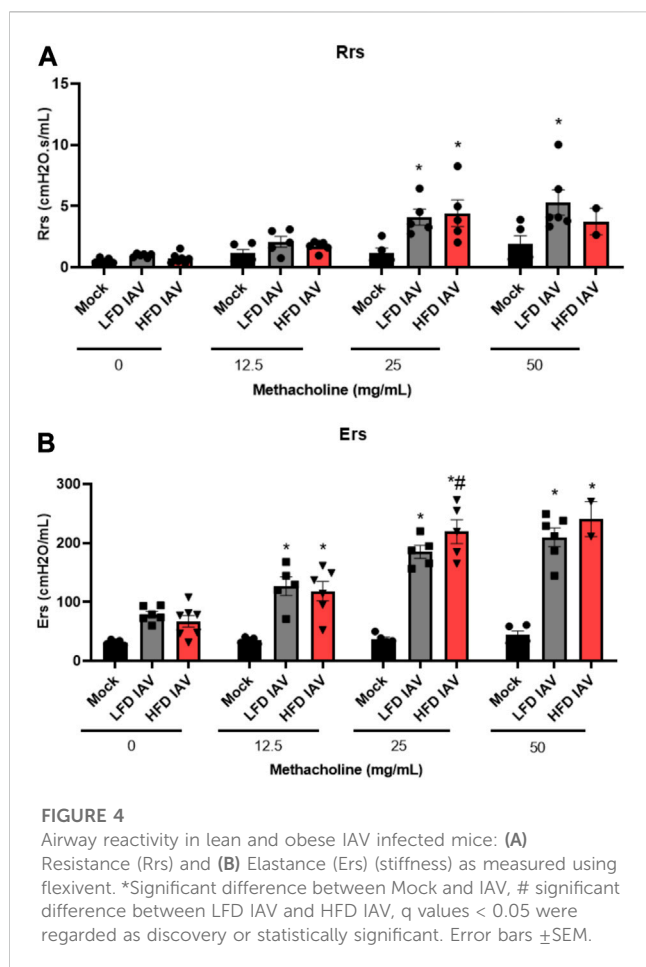 A
Rrs
Rrs (cmH2O.s/mL)
15
10
5
0
*
*
*
Mock
LFD IAV
HFD IAV
Mock
LFD IAV
HFD IAV
Mock
LFD IAV
HFD IAV
Mock
LFD IAV
HFD IAV
0
12.5
25
50
Methacholine (mg/mL)
B
Ers
Ers (cmH2O/mL)
300
200
100
0
*
*
*
*#
*
*
Mock
LFD IAV
HFD IAV
Mock
LFD IAV
HFD IAV
Mock
LFD IAV
HFD IAV
Mock
LFD IAV
HFD IAV
0
12.5
25
50
Methacholine (mg/mL)
FIGURE 4
Airway reactivity in lean and obese IAV infected mice: (A)
Resistance (Rrs) and (B) Elastance (Ers) (stiffness) as measured using
flexivent. *Significant difference between Mock and IAV, # significant
difference between LFD IAV and HFD IAV, q values < 0.05 were
regarded as discovery or statistically significant. Error bars ±SEM.